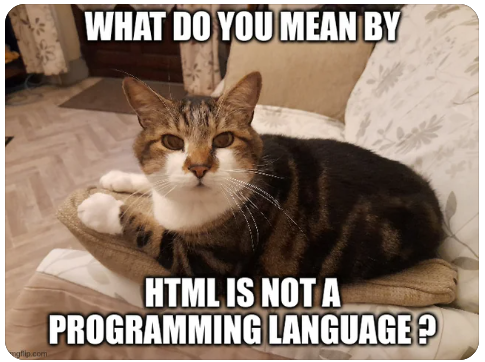 WHAT DO YOU MEAN BY
HTML IS NOT A
PROGRAMMING LANGUAGE ?
imgflip.com